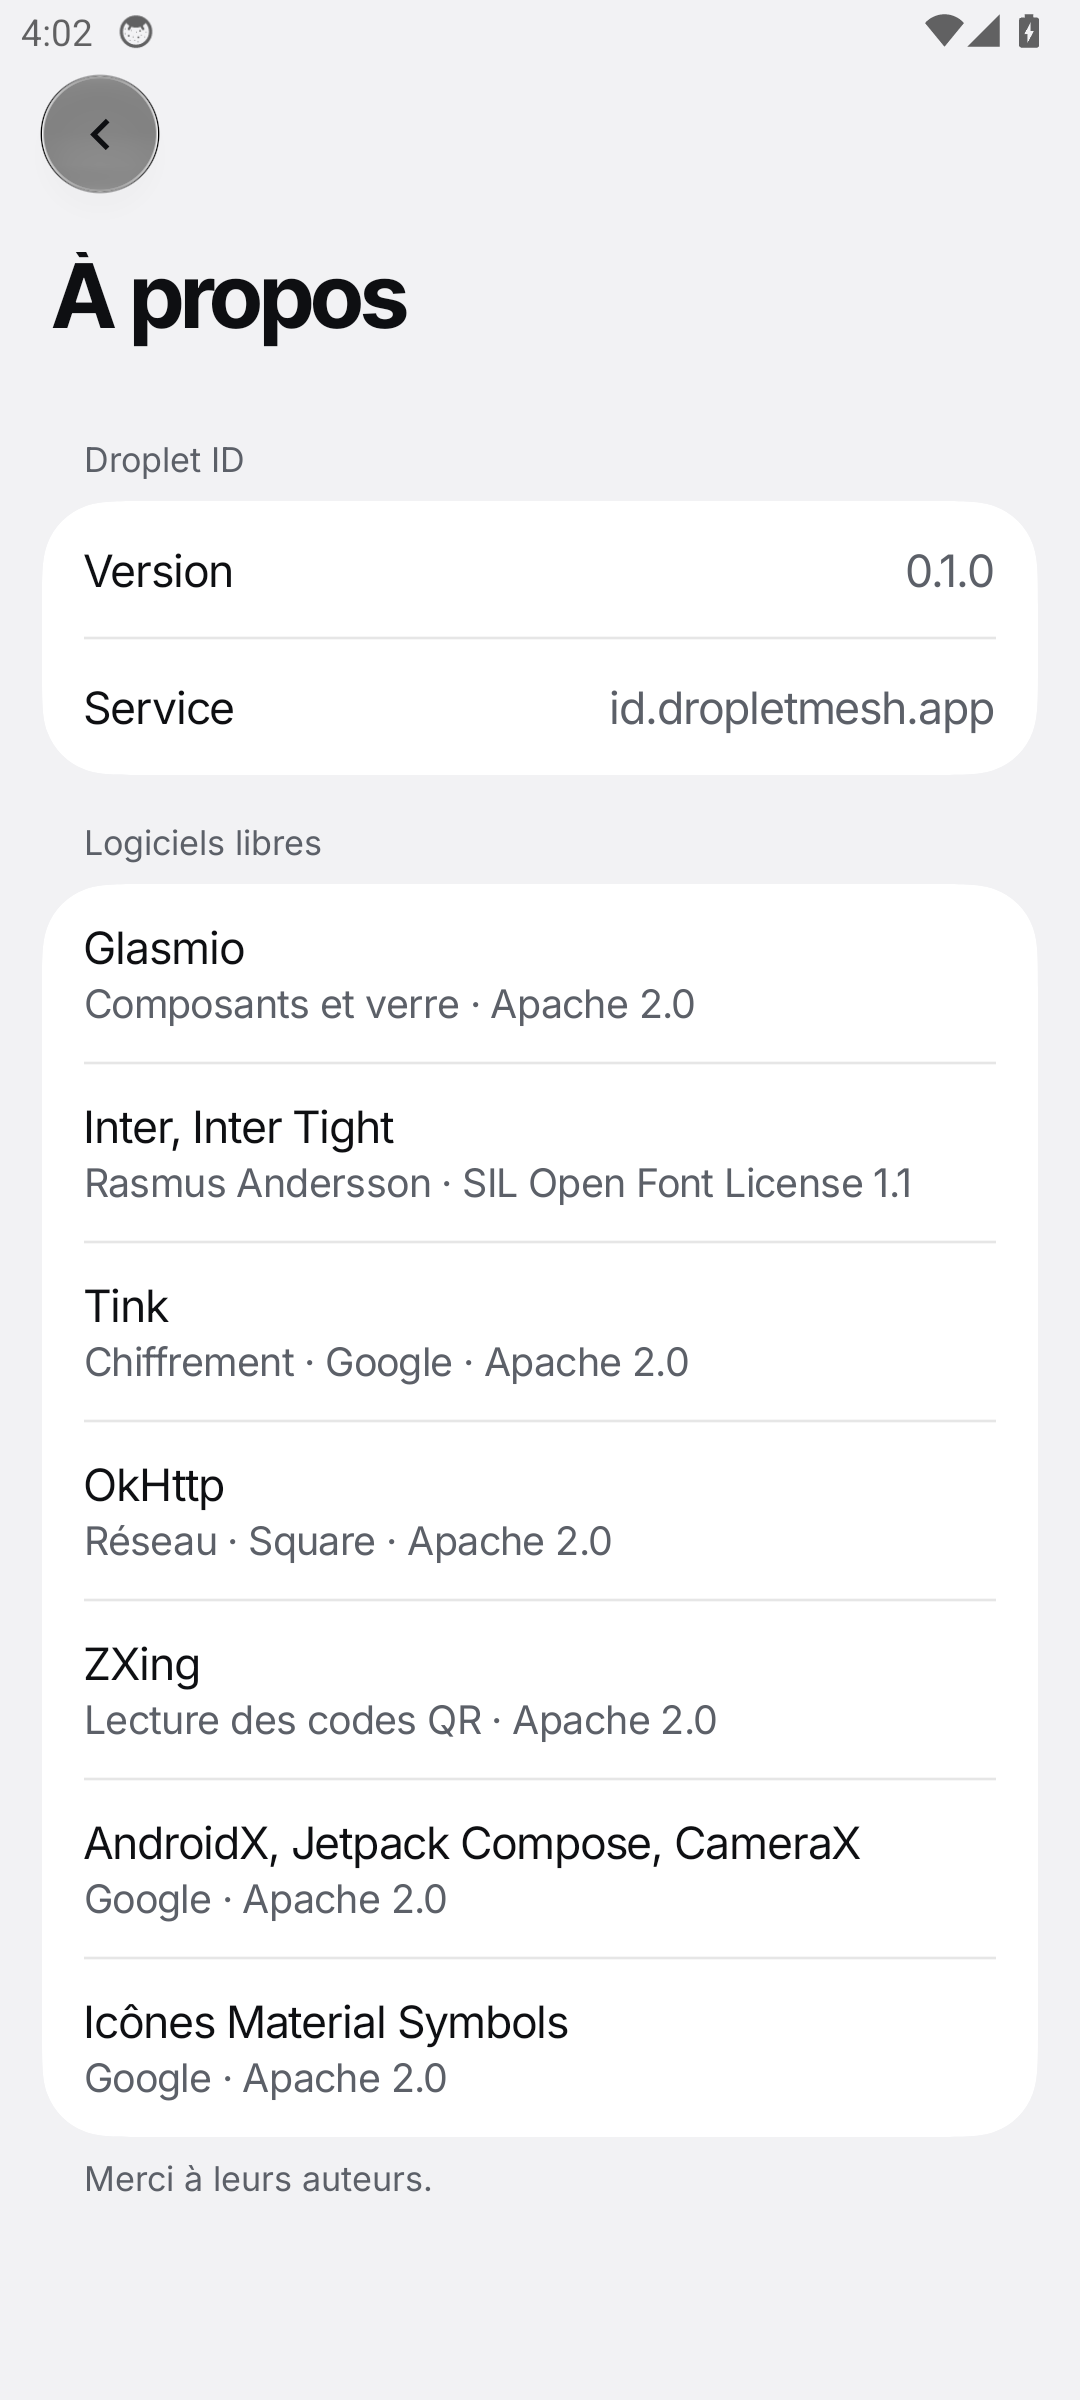 4:02
À propos
Droplet ID
Version 0.1.0
Service id.dropletmesh.app
Logiciels libres
Glasmio
Composants et verre · Apache 2.0
Inter, Inter Tight
Rasmus Andersson · SIL Open Font License 1.1
Tink
Chiffrement · Google · Apache 2.0
OkHttp
Réseau · Square · Apache 2.0
ZXing
Lecture des codes QR · Apache 2.0
AndroidX, Jetpack Compose, CameraX
Google · Apache 2.0
Icônes Material Symbols
Google · Apache 2.0
Merci à leurs auteurs.